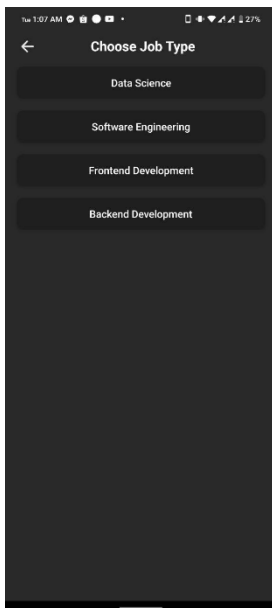 Tue 1:07 AM 27%
Choose Job Type
Data Science
Software Engineering
Frontend Development
Backend Development